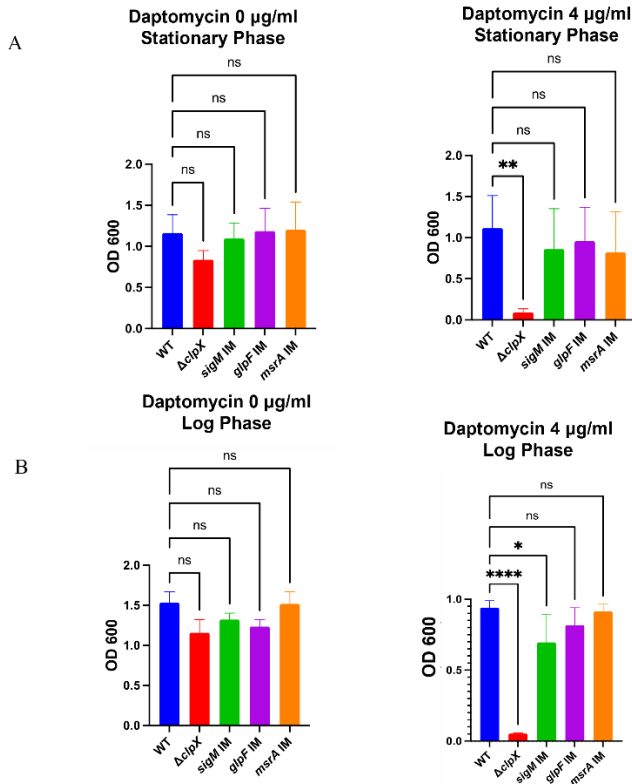 A
Daptomycin 0 µg/ml
Stationary Phase
ns
ns
ns
ns
OD 600
2.0
1.5
1.0
0.5
0.0
WT
ΔclpX
sigM IM
glpF IM
msrA IM
Daptomycin 4 µg/ml
Stationary Phase
ns
ns
ns
**
OD 600
2.0
1.5
1.0
0.5
0.0
WT
ΔclpX
sigM IM
glpF IM
msrA IM
B
Daptomycin 0 µg/ml
Log Phase
ns
ns
ns
ns
OD 600
2.0
1.5
1.0
0.5
0.0
WT
ΔclpX
sigM IM
glpF IM
msrA IM
Daptomycin 4 µg/ml
Log Phase
ns
ns
*
****
OD 600
1.0
0.5
0.0
WT
ΔclpX
sigM IM
glpF IM
msrA IM